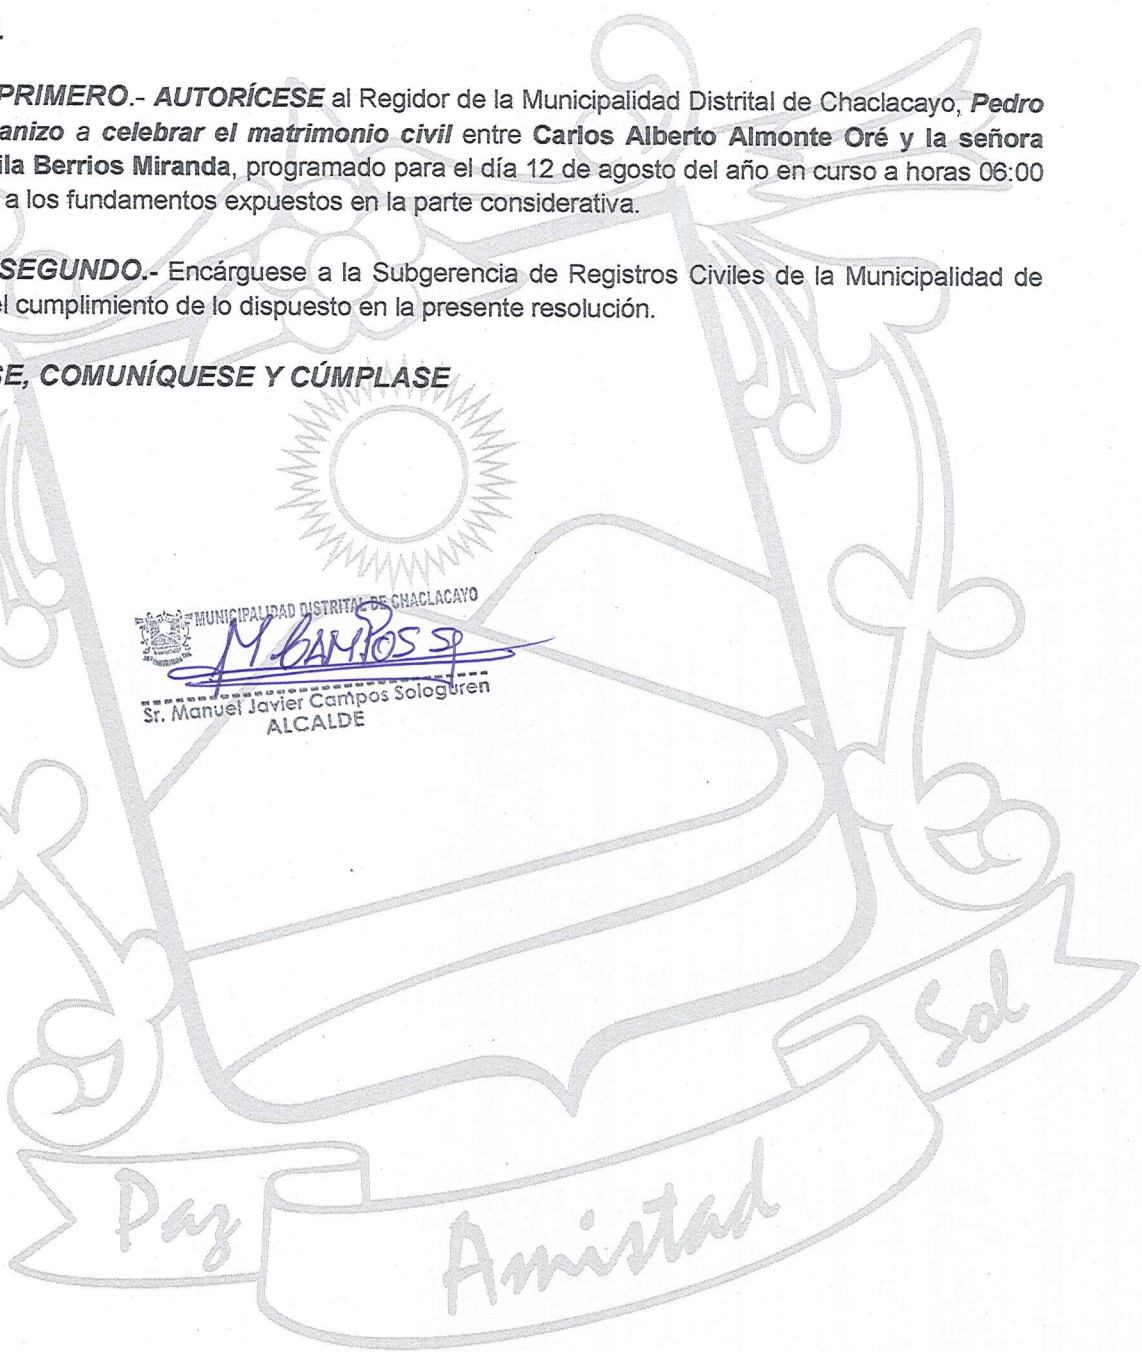 PRIMERO.- AUTORÍCESE al Regidor de la Municipalidad Distrital de Chaclacayo, Pedro
anizo a celebrar el matrimonio civil entre Carlos Alberto Almonte Oré y la señora
ila Berrios Miranda, programado para el día 12 de agosto del año en curso a horas 06:00
a los fundamentos expuestos en la parte considerativa.
SEGUNDO.- Encárguese a la Subgerencia de Registros Civiles de la Municipalidad de
el cumplimiento de lo dispuesto en la presente resolución.
SE, COMUNÍQUESE Y CÚMPLASE
MUNICIPALIDAD DISTRITAL DE CHACLACAYO
M. CAMPOS S
Sr. Manuel Javier Campos Sologuren
ALCALDE
Sol
Paz
Amistad